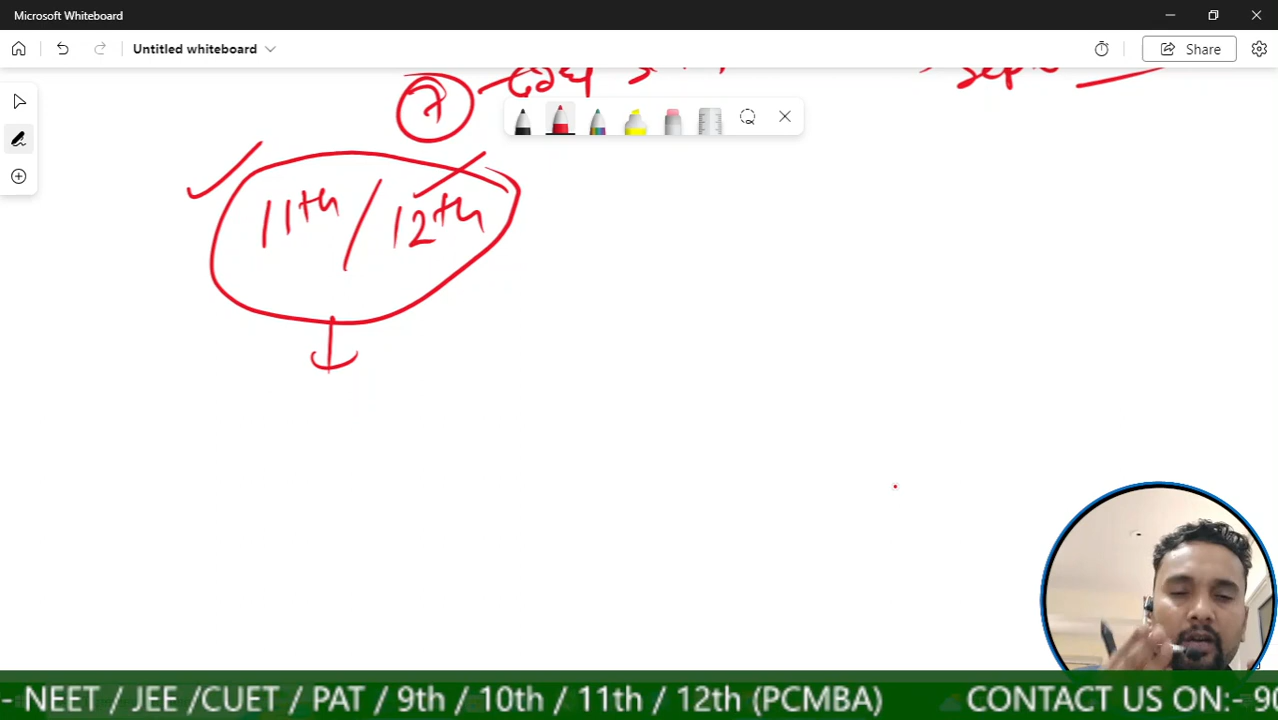 Microsoft Whiteboard
Untitled whiteboard
Share
7
11th / 12th
- NEET / JEE /CUET / PAT / 9th / 10th / 11th / 12th (PCMBA) CONTACT US ON:- 90